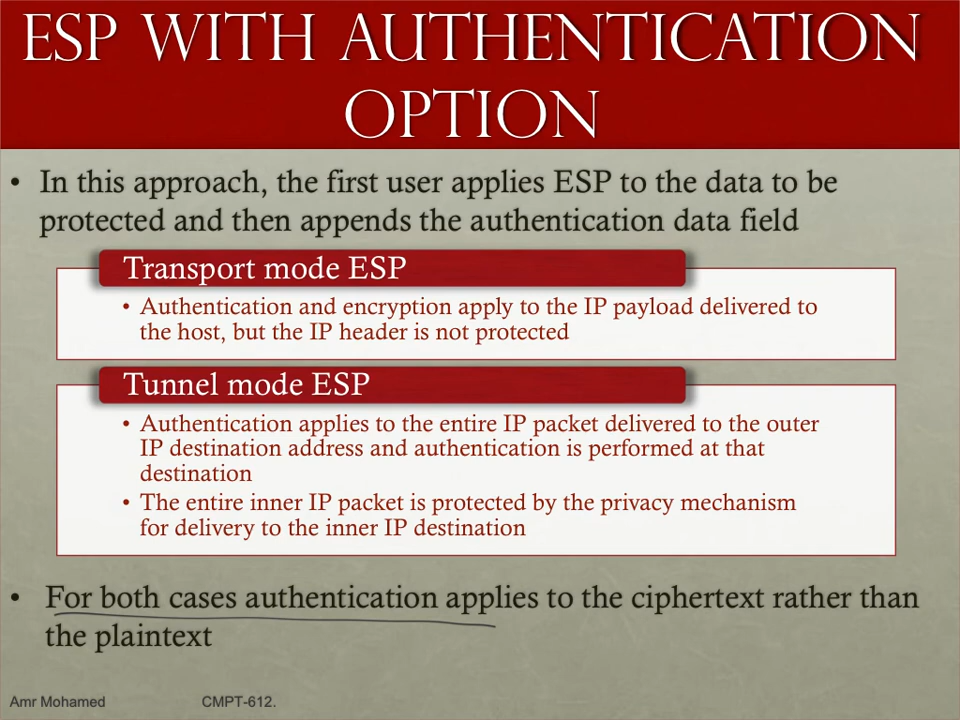 ESP WITH AUTHENTICATION
OPTION
• In this approach, the first user applies ESP to the data to be
protected and then appends the authentication data field
Transport mode ESP
• Authentication and encryption apply to the IP payload delivered to
the host, but the IP header is not protected
Tunnel mode ESP
• Authentication applies to the entire IP packet delivered to the outer
IP destination address and authentication is performed at that
destination
• The entire inner IP packet is protected by the privacy mechanism
for delivery to the inner IP destination
• For both cases authentication applies to the ciphertext rather than
the plaintext
Amr Mohamed CMPT-612.